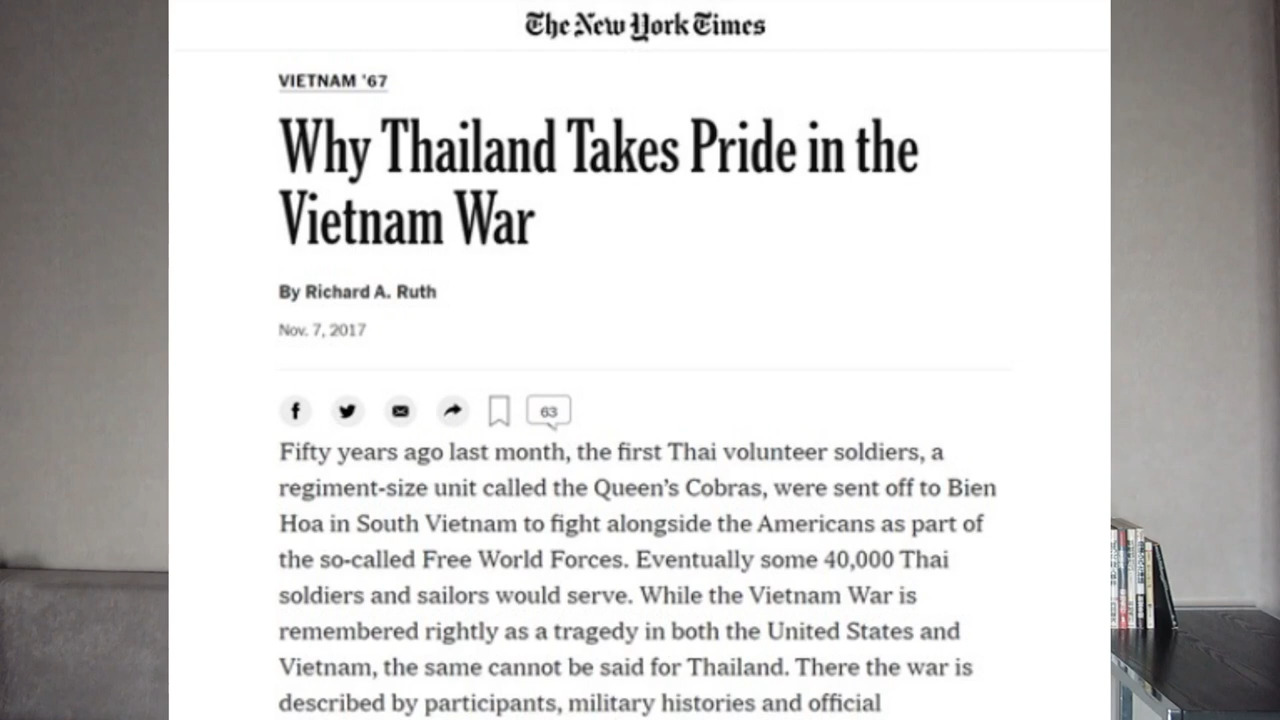 The New York Times
VIETNAM '67
Why Thailand Takes Pride in the
Vietnam War
By Richard A. Ruth
Nov. 7, 2017
63
Fifty years ago last month, the first Thai volunteer soldiers, a
regiment-size unit called the Queen's Cobras, were sent off to Bien
Hoa in South Vietnam to fight alongside the Americans as part of
the so-called Free World Forces. Eventually some 40,000 Thai
soldiers and sailors would serve. While the Vietnam War is
remembered rightly as a tragedy in both the United States and
Vietnam, the same cannot be said for Thailand. There the war is
described by participants, military histories and official